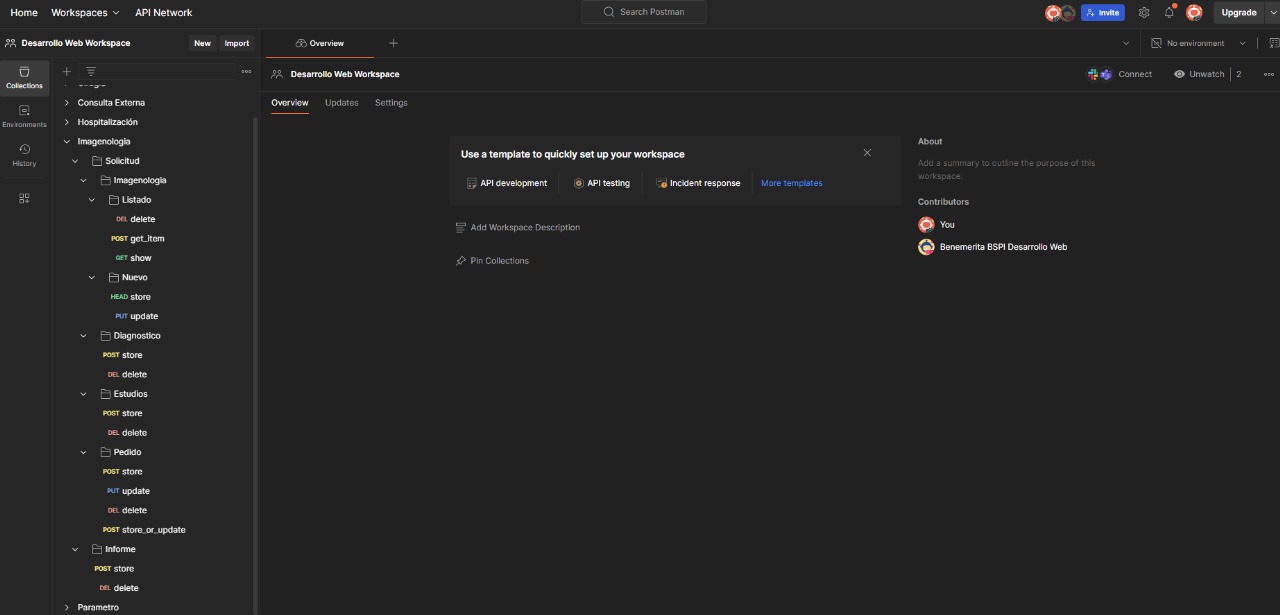 Home Workspaces API Network Search Postman Invite Upgrade
Desarrollo Web Workspace New Import Overview No environment
Desarrollo Web Workspace Connect Unwatch 2
Collections
Environments
History
Consulta Externa
Hospitalización
Imagenologia
Solicitud
Imagenologia
Listado
DEL delete
POST get_item
GET show
Nuevo
HEAD store
PUT update
Diagnostico
POST store
DEL delete
Estudios
POST store
DEL delete
Pedido
POST store
PUT update
DEL delete
POST store_or_update
Informe
POST store
DEL delete
Parametro
Overview Updates Settings
Use a template to quickly set up your workspace
API development API testing Incident response More templates
Add Workspace Description
Pin Collections
About
Add a summary to outline the purpose of this
workspace.
Contributors
You
Benemerita BSPI Desarrollo Web